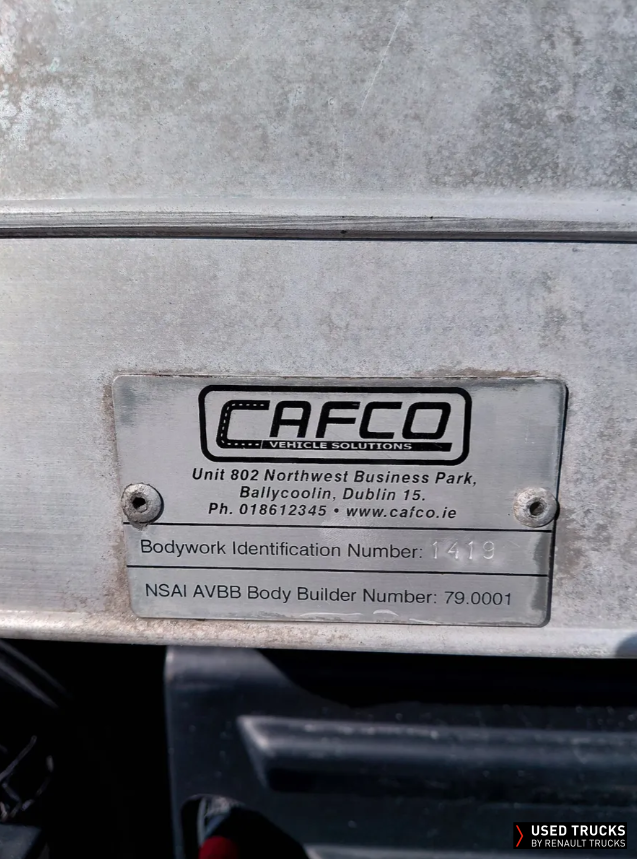 CAFCO
VEHICLE SOLUTIONS
Unit 802 Northwest Business Park,
Ballycoolin, Dublin 15.
Ph. 018612345 • www.cafco.ie
Bodywork Identification Number: 1419
NSAI AVBB Body Builder Number: 79.0001
USED TRUCKS
BY RENAULT TRUCKS